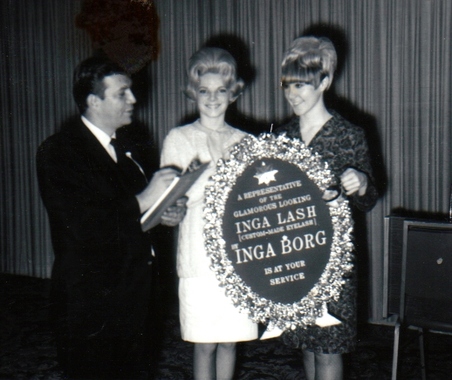 A REPRESENTATIVE
OF THE
GLAMOROUS LOOKING
INGA LASH
[CUSTOM-MADE EYELASH]
BY
INGA BORG
IS AT YOUR
SERVICE